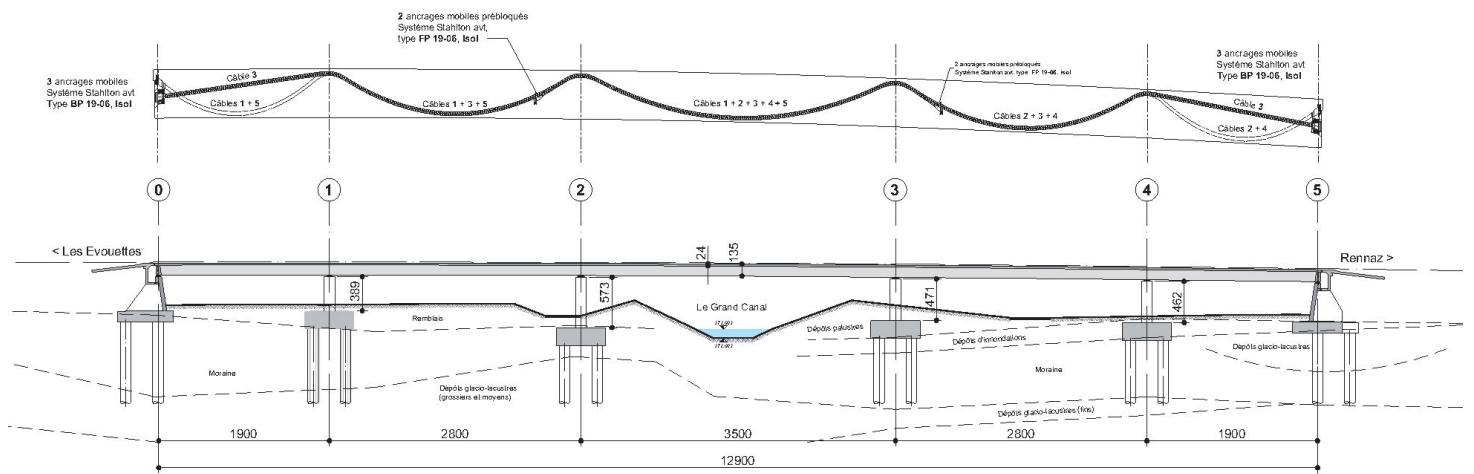 2 ancrages mobiles prébloqués
Système Stahlton avt,
type FP 19-06, Isol
3 ancrages mobiles
Système Stahlton avt
Type BP 19-06, Isol
2 ancrages mobiles prébloqués
Système Stahlton avt. type FP 19-06, Isol
3 ancrages mobiles
Système Stahlton avt.
Type BP 19-06, Isol
Câble 3
Câbles 1 + 5
Câbles 1 + 3 + 5
Câbles 1 + 2 + 3 + 4 + 5
Câbles 2 + 3 + 4
Câble 3
Câbles 2 + 4
0
1
2
3
4
5
< Les Evouettes
24
135
Rennaz >
389
573
Le Grand Canal
471
462
Remblais
Dépôts palustres
Dépôts d'innondations
Dépôts glacio-lacustres
Moraine
Dépôts glacio-lacustres
(grossiers et moyens)
Moraine
Dépôts glacio-lacustres (fins)
1900
2800
3500
2800
1900
12900